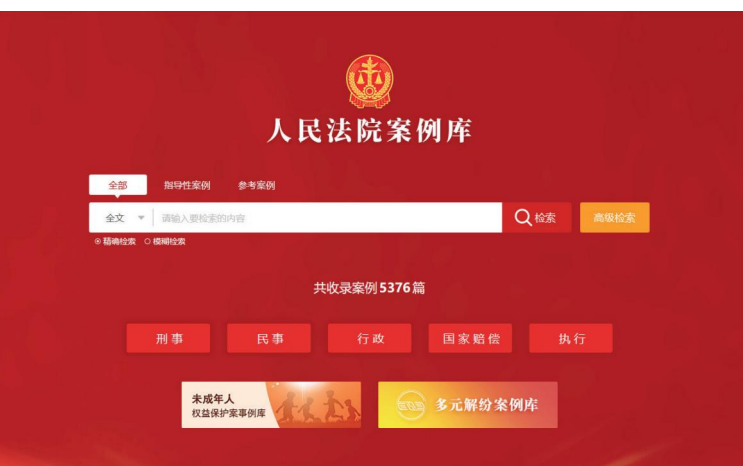 人民法院案例库
全部 指导性案例 参考案例
全文 请输入要检索的内容 检索 高级检索
精确检索 模糊检索
共收录案例 5376 篇
刑事 民事 行政 国家赔偿 执行
未成年人
权益保护案事例库
多元解纷案例库